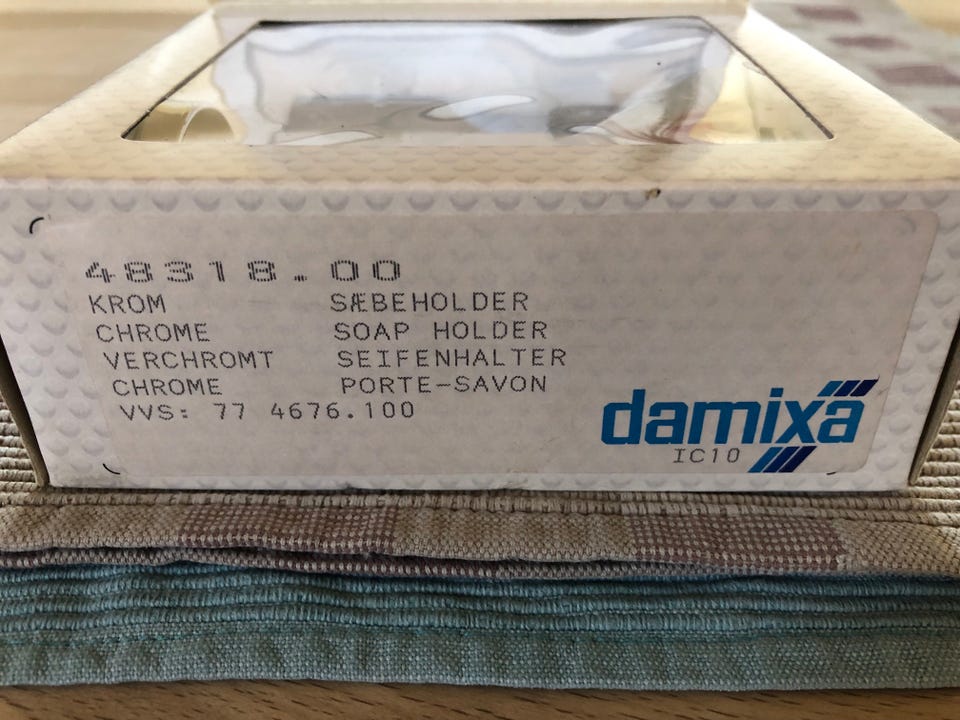 48318.00
KROM SÆBEHOLDER
CHROME SOAP HOLDER
VERCHROMT SEIFENHALTER
CHROME PORTE-SAVON
VVS: 77 4676.100
damixa
IC10